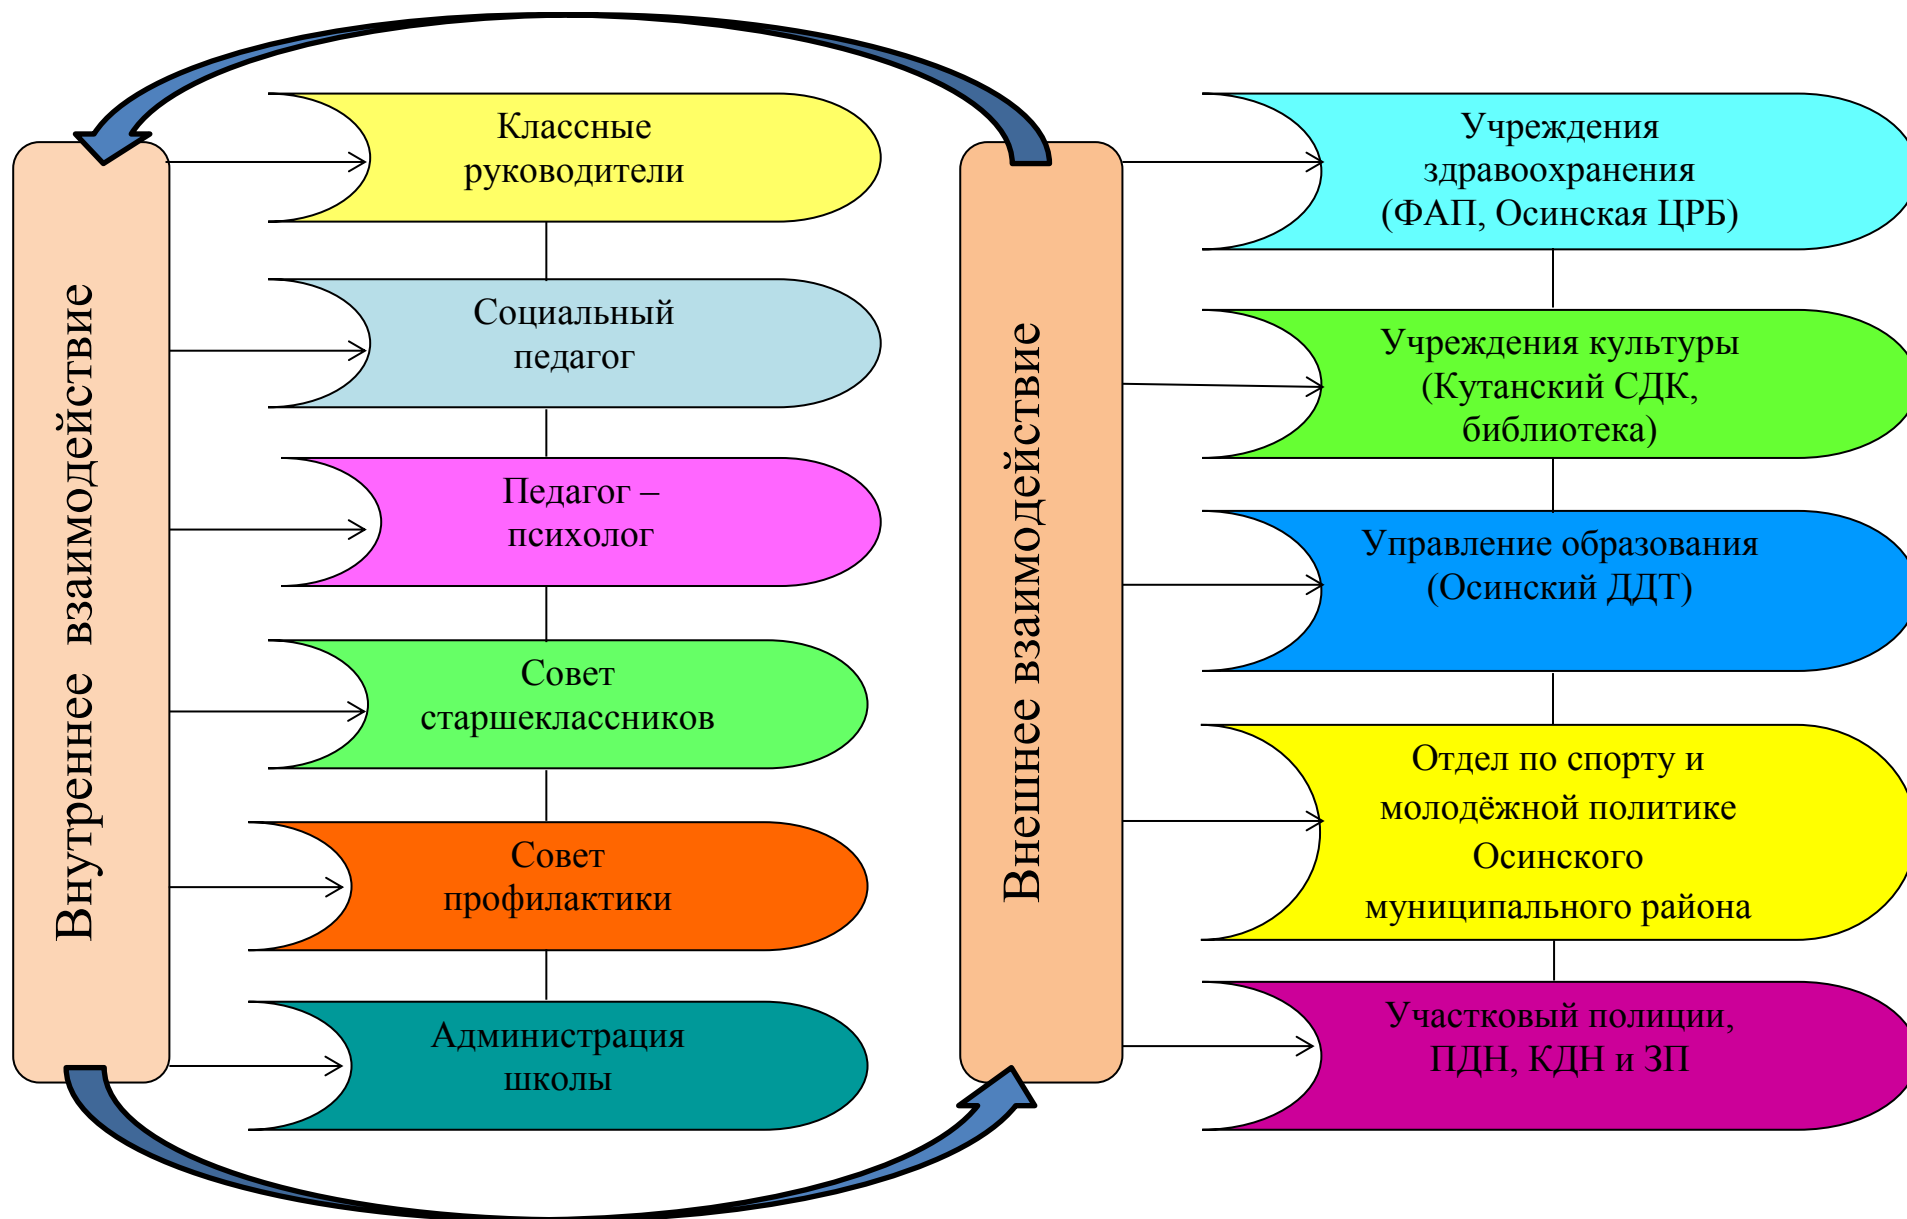 Внутреннее взаимодействие
Классные
руководители
Социальный
педагог
Педагог –
психолог
Совет
старшеклассников
Совет
профилактики
Администрация
школы
Внешнее взаимодействие
Учреждения
здравоохранения
(ФАП, Осинская ЦРБ)
Учреждения культуры
(Кутанский СДК,
библиотека)
Управление образования
(Осинский ДДТ)
Отдел по спорту и
молодёжной политике
Осинского
муниципального района
Участковый полиции,
ПДН, КДН и ЗП